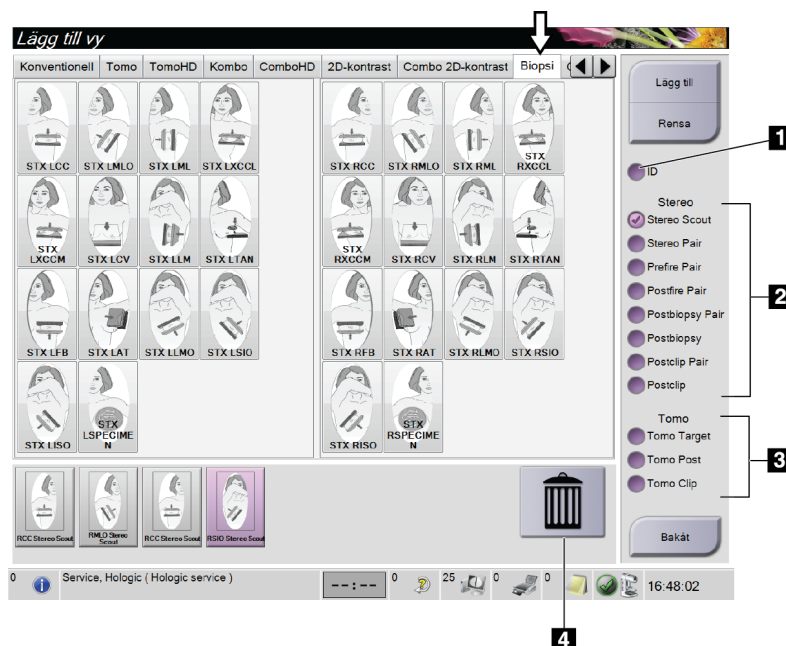 Lägg till vy
Konventionell Tomo TomoHD Kombo ComboHD 2D-kontrast Combo 2D-kontrast Biopsi
Lägg till
Rensa
1
ID
STX LCC STX LMLO STX LML STX LXCCL
STX RCC STX RMLO STX RML STX
RXCCL
STX
LXCCM STX LCV STX LLM STX LTAN
STX
RXCCM STX RCV STX RLM STX RTAN
STX LFB STX LAT STX LLMO STX LSIO
STX RFB STX RAT STX RLMO STX RSIO
STX LISO STX
LSPECIME
N
STX RISO STX
RSPECIME
N
Stereo
Stereo Scout
Stereo Pair
Prefire Pair
Postfire Pair
Postbiopsy Pair
Postbiopsy
Postclip Pair
Postclip
2
Tomo
Tomo Target
Tomo Post
Tomo Clip
3
RCC Stereo Scout RMLO Stereo
Scout RCC Stereo Scout RSIO Stereo Scout
Bakåt
0 Service, Hologic ( Hologic service ) --:-- 0 25 0 0 16:48:02
4